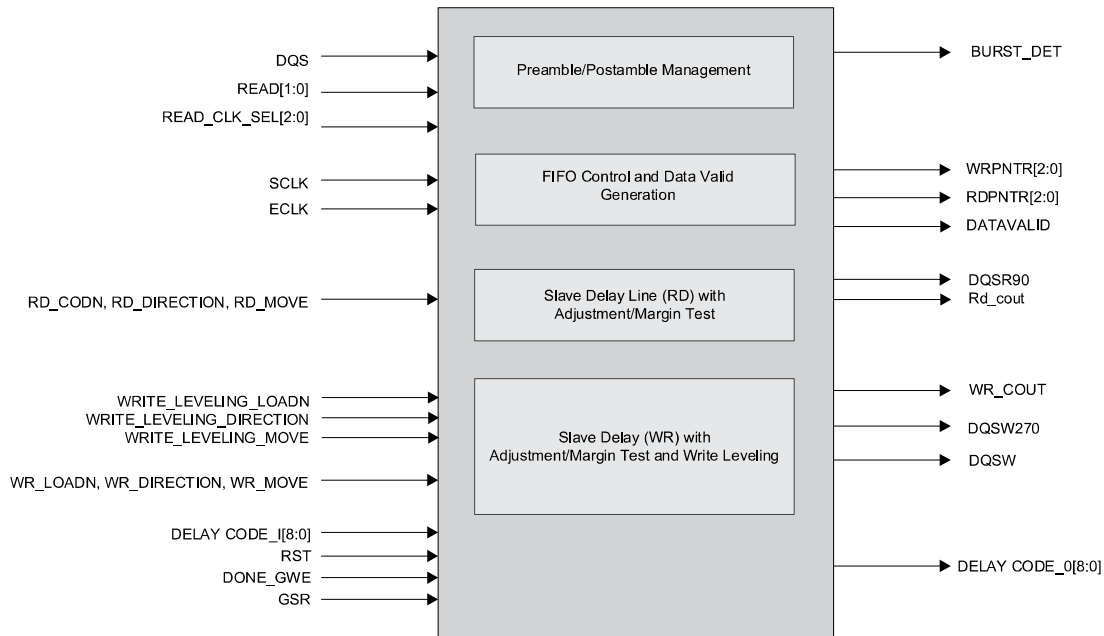 DQS
READ[1:0]
READ_CLK_SEL[2:0]
SCLK
ECLK
RD_CODN, RD_DIRECTION, RD_MOVE
WRITE_LEVELING_LOADN
WRITE_LEVELING_DIRECTION
WRITE_LEVELING_MOVE
WR_LOADN, WR_DIRECTION, WR_MOVE
DELAY CODE_I[8:0]
RST
DONE_GWE
GSR
Preamble/Postamble Management
FIFO Control and Data Valid
Generation
Slave Delay Line (RD) with
Adjustment/Margin Test
Slave Delay (WR) with
Adjustment/Margin Test and Write Leveling
BURST_DET
WRPNTR[2:0]
RDPNTR[2:0]
DATAVALID
DQSR90
Rd_cout
WR_COUT
DQSW270
DQSW
DELAY CODE_0[8:0]